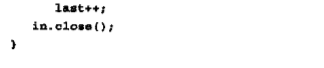 last++;
in.close();
}